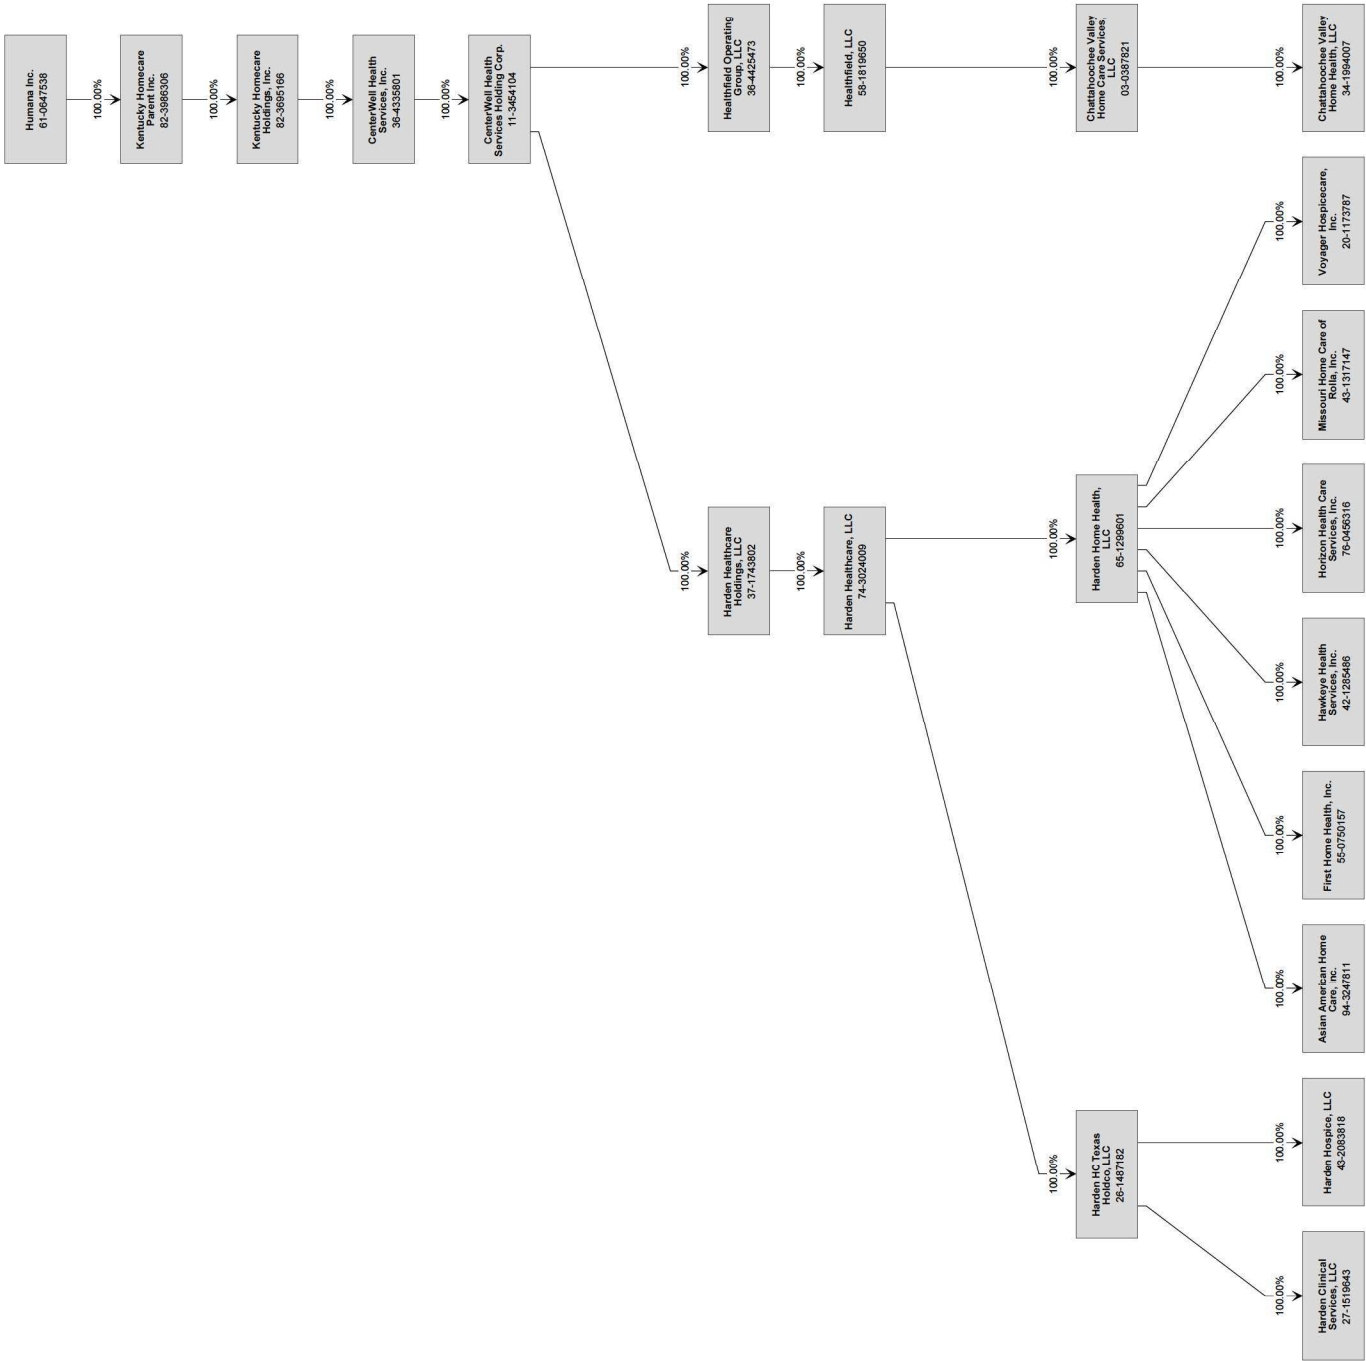 Humana Inc.
61-0647538
100.00%
Kentucky Homecare
Parent Inc.
82-3986306
100.00%
Kentucky Homecare
Holdings, Inc.
82-3695166
100.00%
CenterWell Health
Services, Inc.
36-4335801
100.00%
CenterWell Health
Services Holding Corp.
11-3454104
100.00%
Harden Healthcare
Holdings, LLC
37-1743802
100.00%
Healthfield Operating
Group, LLC
36-4425473
100.00%
Harden Healthcare, LLC
74-3024009
100.00%
Healthfield, LLC
58-1819650
100.00%
Harden HC Texas
Holdco, LLC
26-1487182
100.00%
Harden Home Health,
LLC
65-1299601
100.00%
Chattahoochee Valley
Home Care Services,
LLC
03-0387821
100.00%
Harden Clinical
Services, LLC
27-1519643
100.00%
Harden Hospice, LLC
43-2083818
100.00%
Asian American Home
Care, Inc.
94-3247811
100.00%
First Home Health, Inc.
55-0750157
100.00%
Hawkeye Health
Services, Inc.
42-1285486
100.00%
Horizon Health Care
Services, Inc.
76-0456316
100.00%
Missouri Home Care of
Rolla, Inc.
43-1317147
100.00%
Voyager Hospicecare,
Inc.
20-1173787
100.00%
Chattahoochee Valley
Home Health, LLC
34-1994007